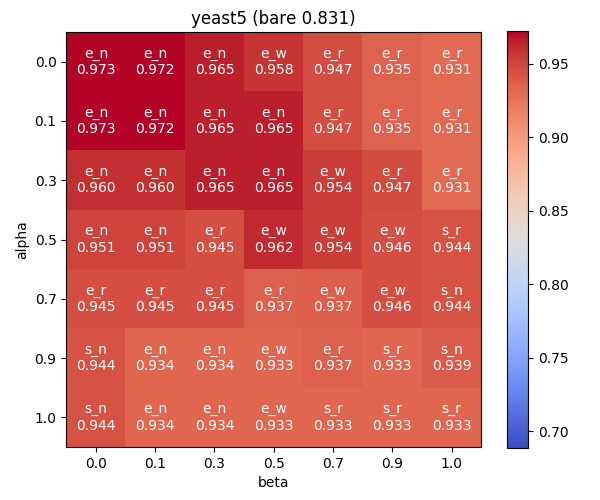 yeast5 (bare 0.831)
e_n e_n e_n e_w e_r e_r e_r
0.0 0.973 0.972 0.965 0.958 0.947 0.935 0.931
e_n e_n e_n e_n e_r e_r e_r
0.1 0.973 0.972 0.965 0.965 0.947 0.935 0.931
e_n e_n e_n e_n e_w e_r e_r
0.3 0.960 0.960 0.965 0.965 0.954 0.947 0.931
e_n e_n e_r e_w e_w e_w s_r
0.5 0.951 0.951 0.945 0.962 0.954 0.946 0.944
e_r e_r e_r e_r e_w e_w s_n
0.7 0.945 0.945 0.945 0.937 0.937 0.946 0.944
s_n e_n e_n e_w e_r s_r s_n
0.9 0.944 0.934 0.934 0.933 0.937 0.933 0.939
s_n e_n e_n e_w s_r s_r s_r
1.0 0.944 0.934 0.934 0.933 0.933 0.933 0.933
0.0 0.1 0.3 0.5 0.7 0.9 1.0
beta
alpha
0.95
0.90
0.85
0.80
0.75
0.70